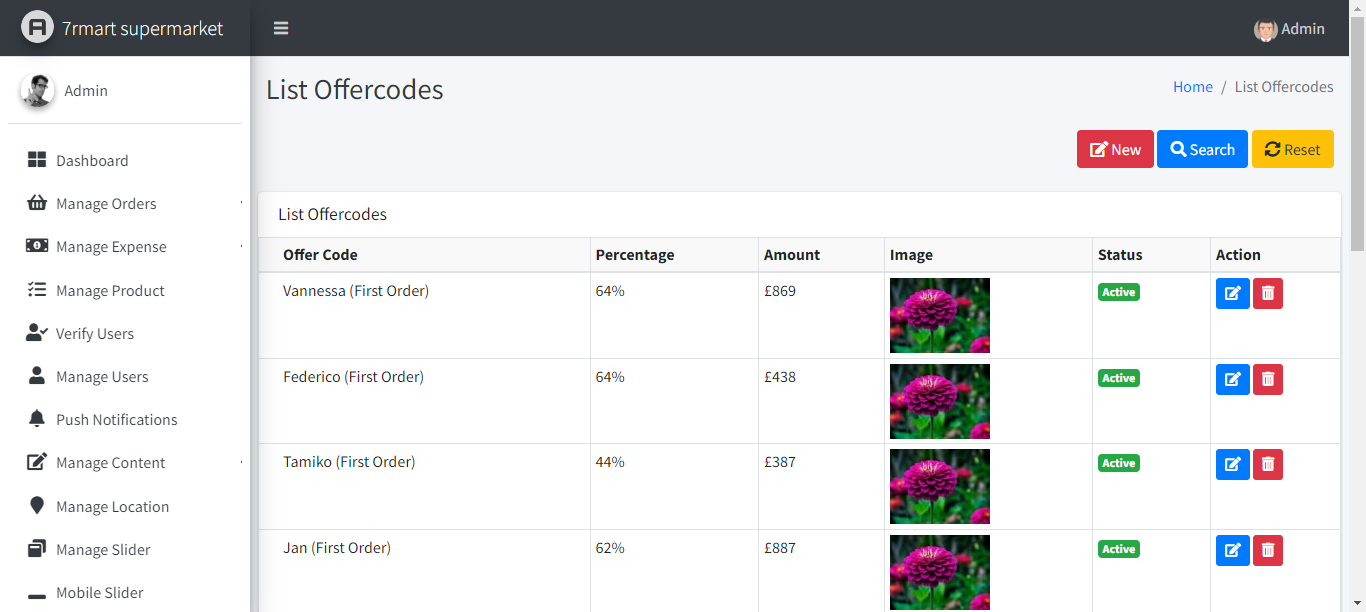 7rmart supermarket
Admin
Admin
List Offercodes
Home / List Offercodes
New Search Reset
Dashboard
Manage Orders
Manage Expense
Manage Product
Verify Users
Manage Users
Push Notifications
Manage Content
Manage Location
Manage Slider
Mobile Slider
List Offercodes
Offer Code Percentage Amount Image Status Action
Vannessa (First Order) 64% £869 Active
Federico (First Order) 64% £438 Active
Tamiko (First Order) 44% £387 Active
Jan (First Order) 62% £887 Active